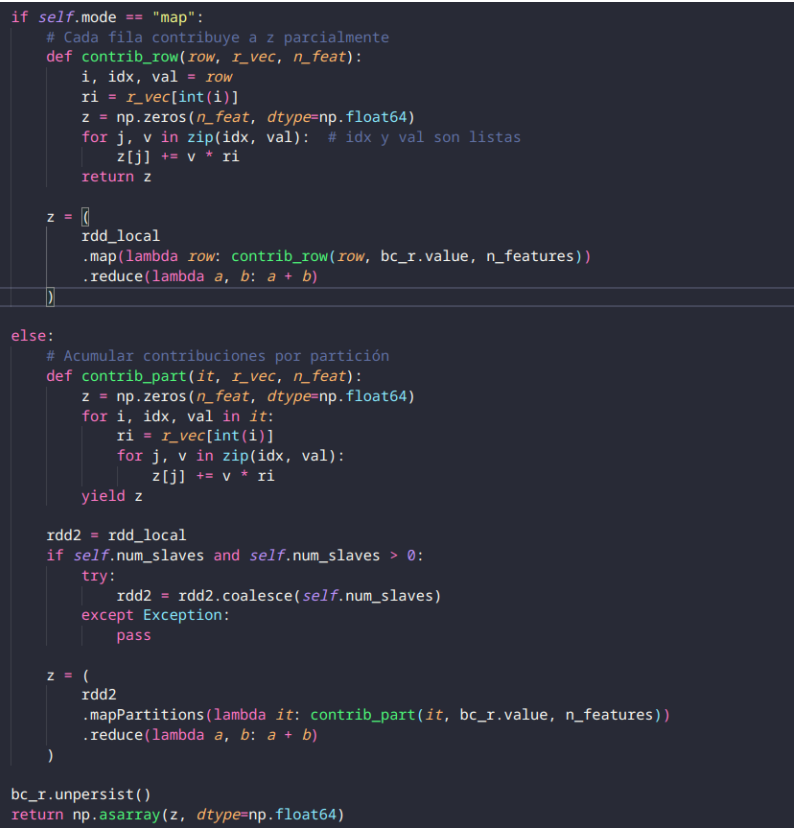 if self.mode == "map":
    # Cada fila contribuye a z parcialmente
    def contrib_row(row, r_vec, n_feat):
        i, idx, val = row
        ri = r_vec[int(i)]
        z = np.zeros(n_feat, dtype=np.float64)
        for j, v in zip(idx, val):  # idx y val son listas
            z[j] += v * ri
        return z

    z = (
        rdd_local
        .map(lambda row: contrib_row(row, bc_r.value, n_features))
        .reduce(lambda a, b: a + b)
    )

else:
    # Acumular contribuciones por partición
    def contrib_part(it, r_vec, n_feat):
        z = np.zeros(n_feat, dtype=np.float64)
        for i, idx, val in it:
            ri = r_vec[int(i)]
            for j, v in zip(idx, val):
                z[j] += v * ri
        yield z

    rdd2 = rdd_local
    if self.num_slaves and self.num_slaves > 0:
        try:
            rdd2 = rdd2.coalesce(self.num_slaves)
        except Exception:
            pass

    z = (
        rdd2
        .mapPartitions(lambda it: contrib_part(it, bc_r.value, n_features))
        .reduce(lambda a, b: a + b)
    )

bc_r.unpersist()
return np.asarray(z, dtype=np.float64)